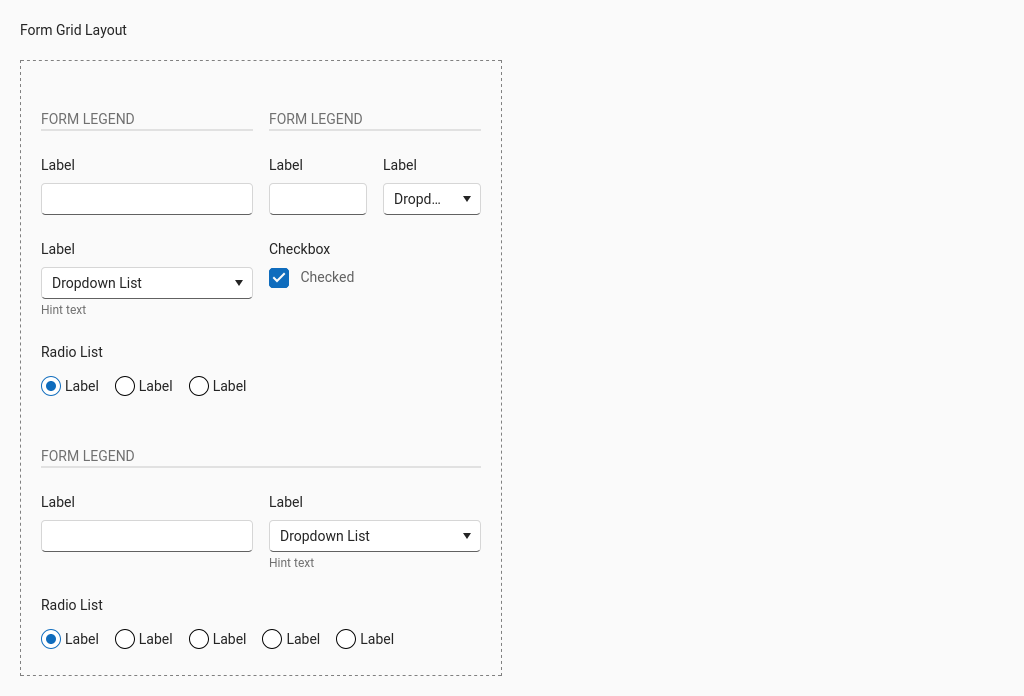 Form Grid Layout
FORM LEGEND
FORM LEGEND
Label
Label
Label
Dropd...
Label
Checkbox
Dropdown List
Checked
Hint text
Radio List
Label
Label
Label
FORM LEGEND
Label
Label
Dropdown List
Hint text
Radio List
Label
Label
Label
Label
Label